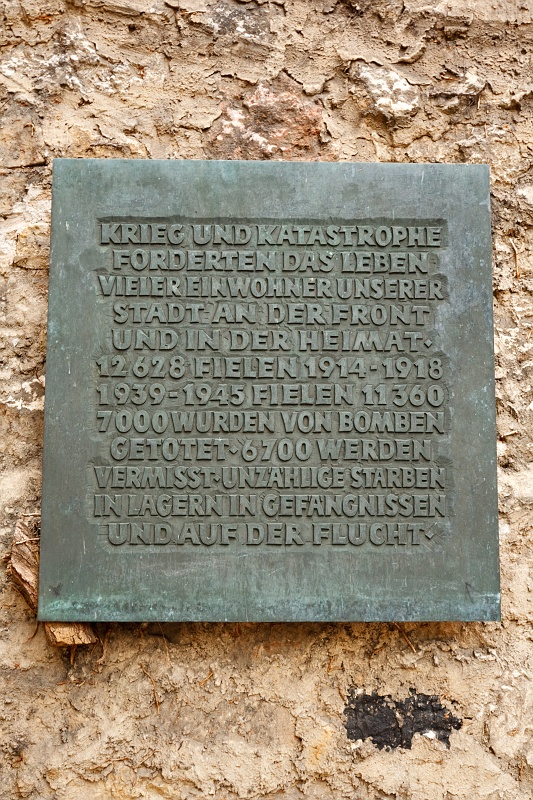 KRIEG UND KATASTROPHE
FORDERTEN DAS LEBEN
VIELER EINWOHNER UNSERER
STADT·AN DER FRONT
UND IN DER HEIMAT·
12628 FIELEN 1914-1918
1939-1945 FIELEN 11360
7000 WURDEN VON BOMBEN
GETÖTET·6700 WERDEN
VERMISST·UNZÄHLIGE STARBEN
IN LAGERN IN GEFÄNGNISSEN
UND AUF DER FLUCHT·